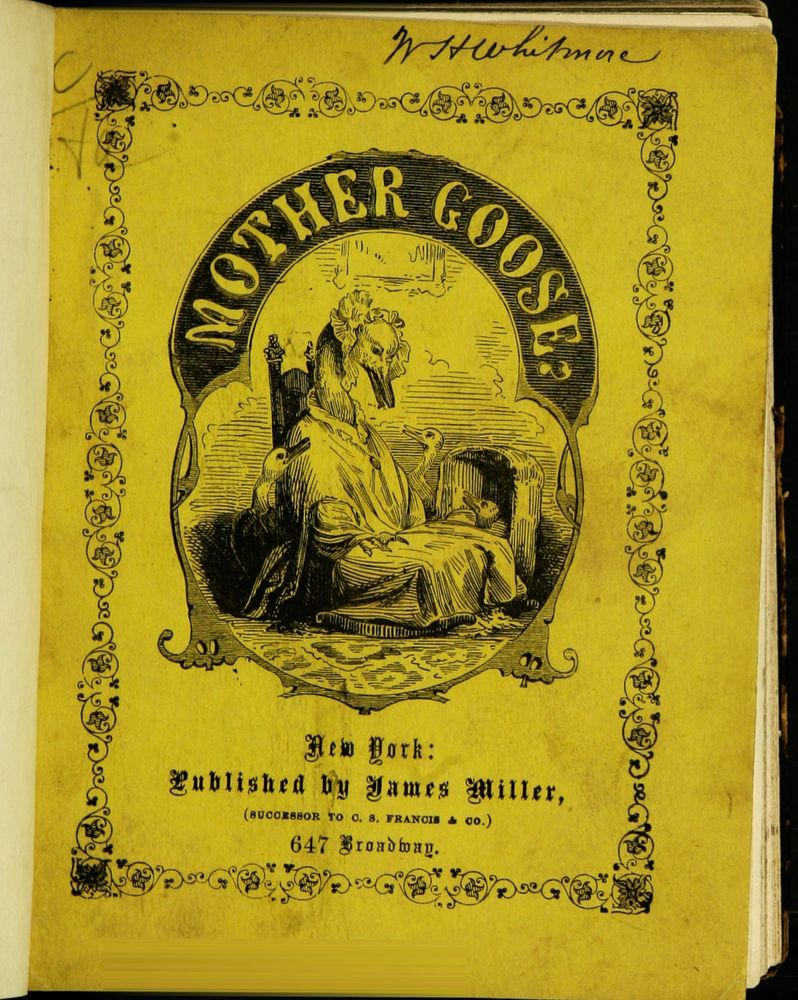 W H Whitmore
MOTHER GOOSE
New York:
Published by James Miller,
(SUCCESSOR TO C. S. FRANCIS & CO.)
647 Broadway.